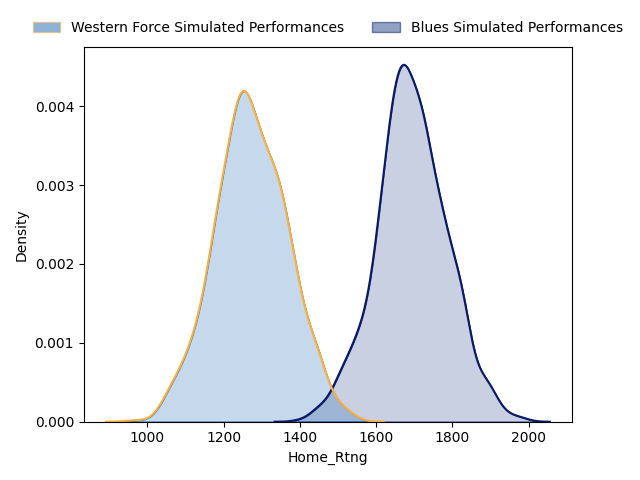 Western Force Simulated Performances
Blues Simulated Performances
Density
0.004
0.003
0.002
0.001
0.000
1000 1200 1400 1600 1800 2000
Home_Rtng